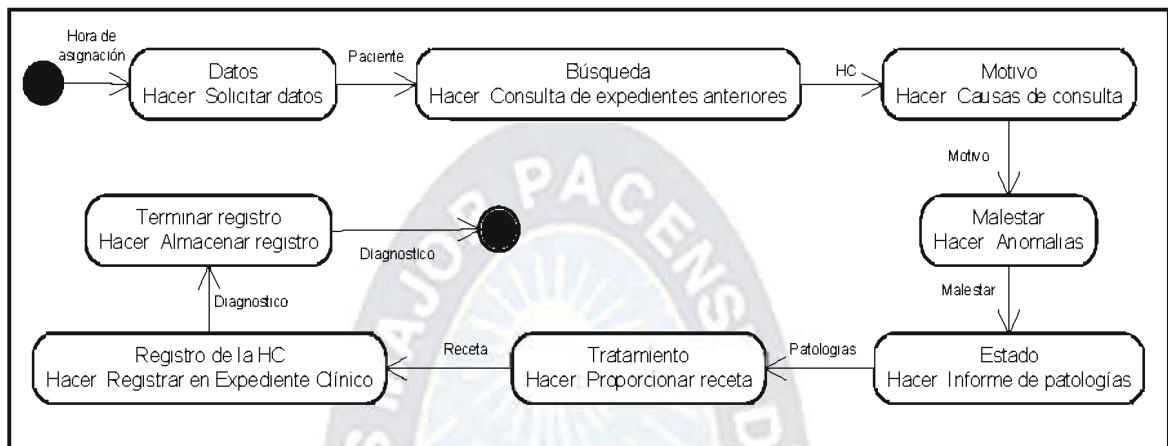 Hora de
asignación
Datos
Hacer Solicitar datos
Paciente
Búsqueda
Hacer Consulta de expedientes anteriores
HC
Motivo
Hacer Causas de consulta
Motivo
Malestar
Hacer Anomalias
Malestar
Estado
Hacer Informe de patologías
Patologias
Tratamiento
Hacer Proporcionar receta
Receta
Registro de la HC
Hacer Registrar en Expediente Clínico
Diagnostico
Terminar registro
Hacer Almacenar registro
Diagnostico
S MAJOR PACENS D